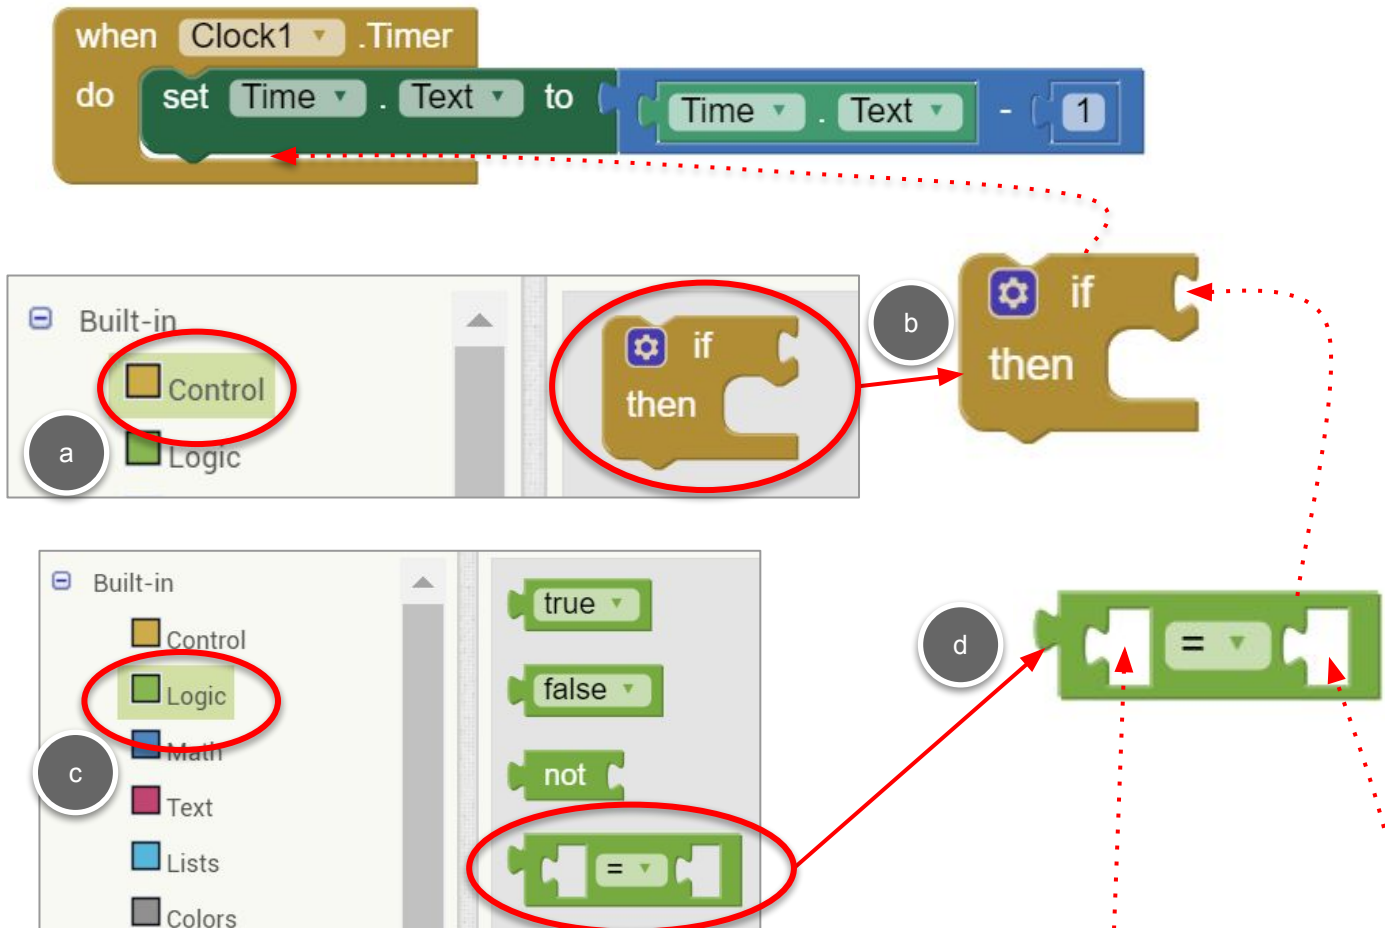 when Clock1 .Timer
do set Time . Text to Time . Text - 1
Built-in
Control
a
Logic
if
then
b
if
then
Built-in
Control
Logic
c
Math
Text
Lists
Colors
true
false
not
=
d
=